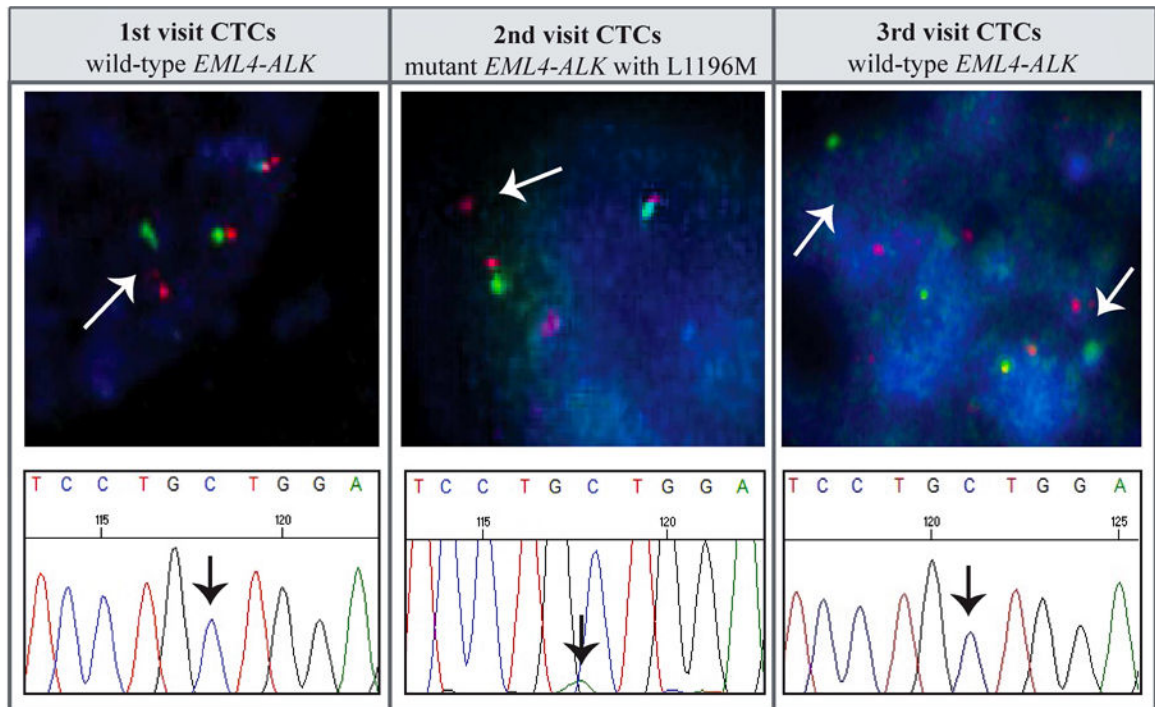 1st visit CTCs
wild-type EML4-ALK
2nd visit CTCs
mutant EML4-ALK with L1196M
3rd visit CTCs
wild-type EML4-ALK
T C C T G C T G G A
115 120
T C C T G C T G G A
115 120
T C C T G C T G G A
120 125